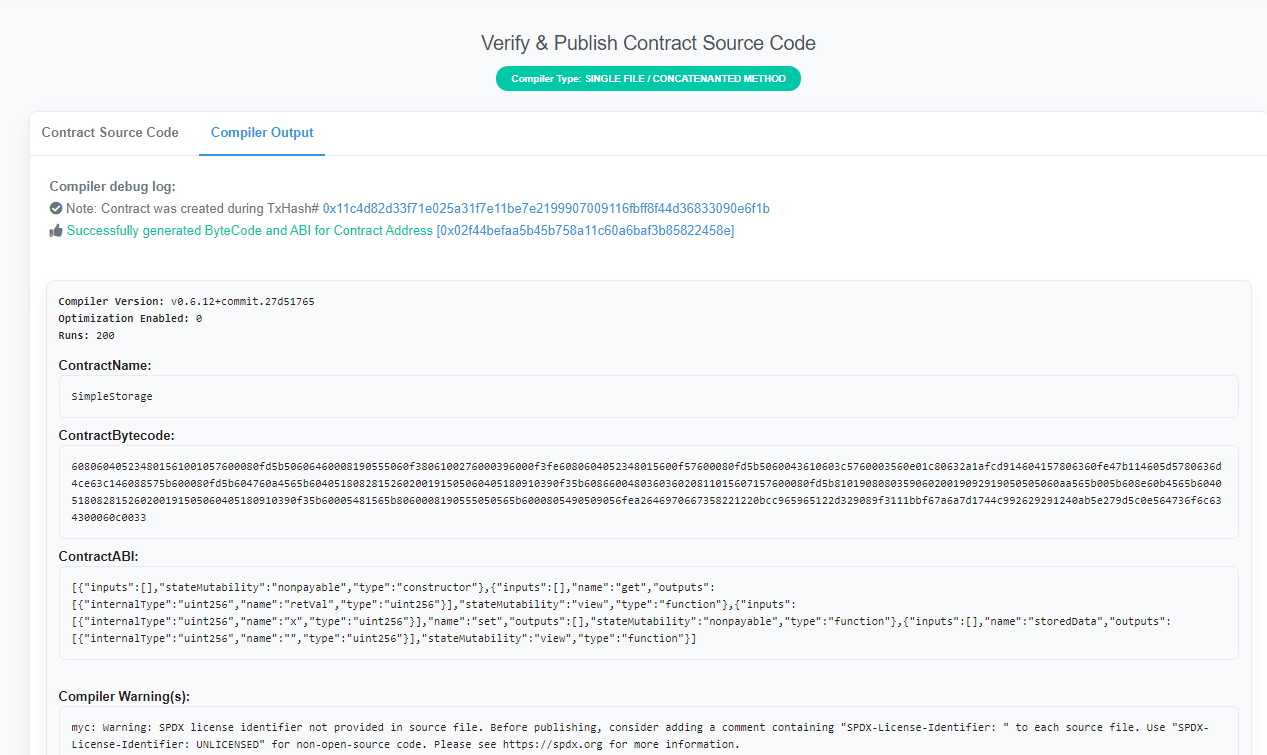 Verify & Publish Contract Source Code
Compiler Type: SINGLE FILE / CONCATENANTED METHOD
Contract Source Code
Compiler Output
Compiler debug log:
Note: Contract was created during TxHash# 0x11c4d82d33f71e025a31f7e11be7e2199907009116fbff8f44d36833090e6f1b
Successfully generated ByteCode and ABI for Contract Address [0x02f44befaa5b45b758a11c60a6baf3b85822458e]
Compiler Version: v0.6.12+commit.27d51765
Optimization Enabled: 0
Runs: 200
ContractName:
SimpleStorage
ContractBytecode:
608060405234801561001057600080fd5b50606460008190555060f3806100276000396000f3fe6080604052348015600f57600080fd5b5060043610603c5760003560e01c80632a1afcd914604157806360fe47b114605d5780636d
4ce63c146088575b600080fd5b604760a4565b6040518082815260200191505060405180910390f35b608660048036036020811015607157600080fd5b81019080803590602001909291905050506060aa565b005b608e60b4565b6040
518082815260200191505060405180910390f35b60005481565b8060008190555050565b6000805490509056fea2646970667358221220bcc965965122d329089f3111bbf67a6a7d1744c992629291240ab5e279d5c0e564736f6c63
4300060c0033
ContractABI:
[{"inputs":[],"stateMutability":"nonpayable","type":"constructor"},{"inputs":[],"name":"get","outputs":
[{"internalType":"uint256","name":"retVal","type":"uint256"}],"stateMutability":"view","type":"function"},{"inputs":
[{"internalType":"uint256","name":"x","type":"uint256"}],"name":"set","outputs":[],"stateMutability":"nonpayable","type":"function"},{"inputs":[],"name":"storedData","outputs":
[{"internalType":"uint256","name":"","type":"uint256"}],"stateMutability":"view","type":"function"}]
Compiler Warning(s):
myc: Warning: SPDX license identifier not provided in source file. Before publishing, consider adding a comment containing "SPDX-License-Identifier: " to each source file. Use "SPDX-
License-Identifier: UNLICENSED" for non-open-source code. Please see https://spdx.org for more information.